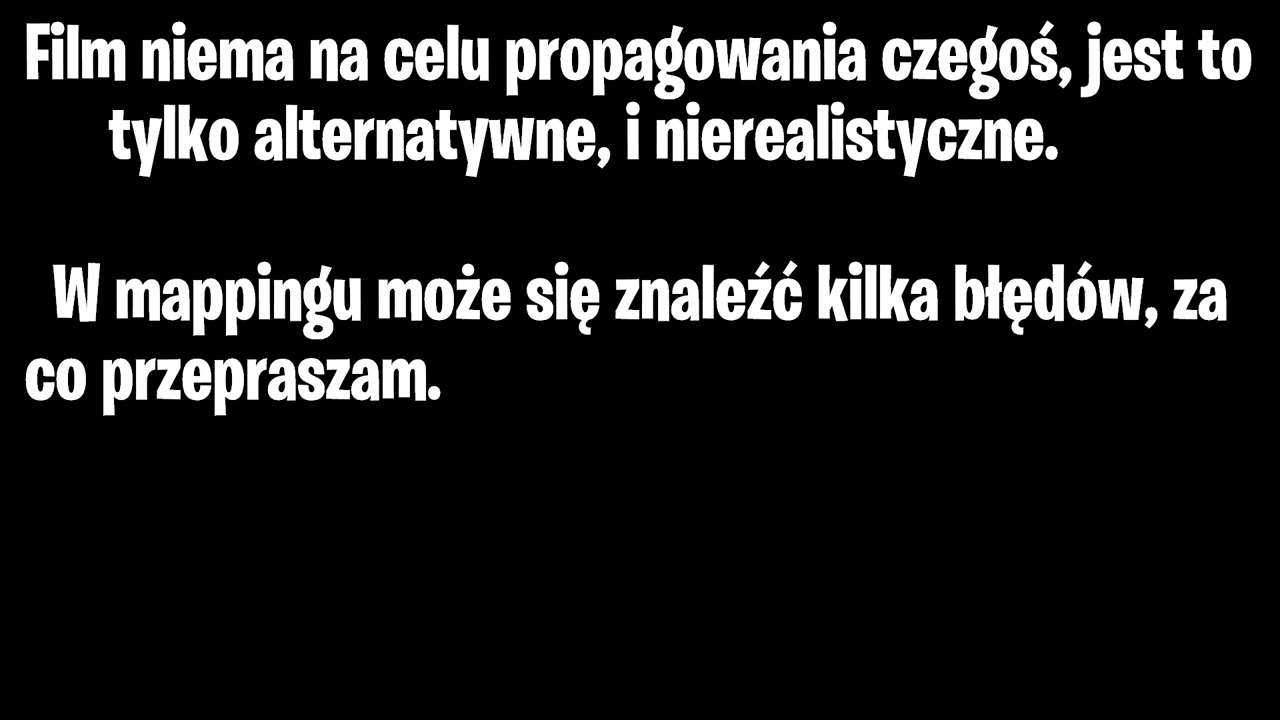 Film niema na celu propagowania czegoś, jest to
tylko alternatywne, i nierealistyczne.
W mappingu może się znaleźć kilka błędów, za
co przepraszam.